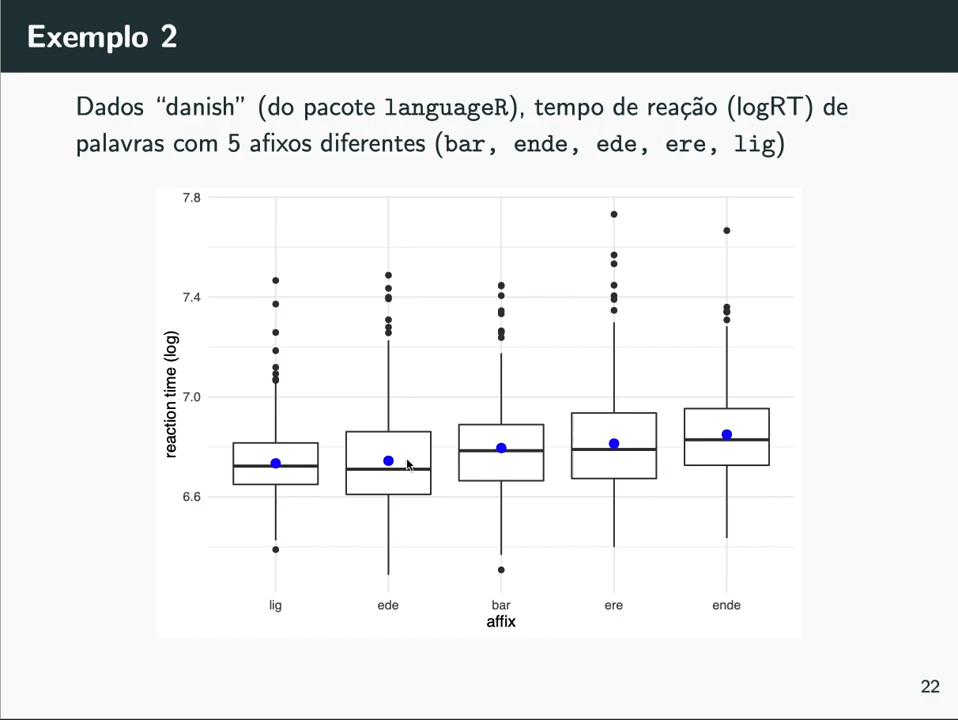 Exemplo 2
Dados “danish” (do pacote languageR), tempo de reação (logRT) de
palavras com 5 afixos diferentes (bar, ende, ede, ere, lig)
7.8
7.4
7.0
6.6
reaction time (log)
lig ede bar ere ende
affix
22